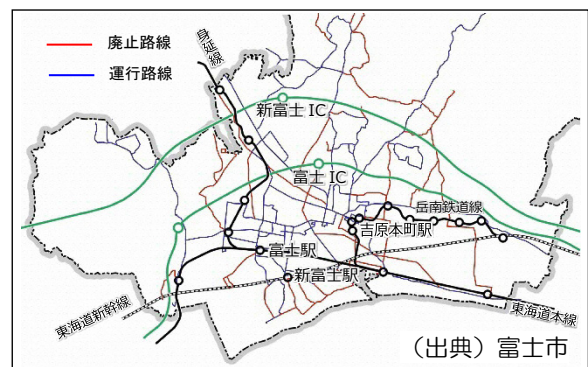 廃止路線
運行路線
身延線
新富士 IC
富士 IC
岳南鉄道線
吉原本町駅
富士駅
新富士駅
東海道新幹線
東海道本線
（出典）富士市